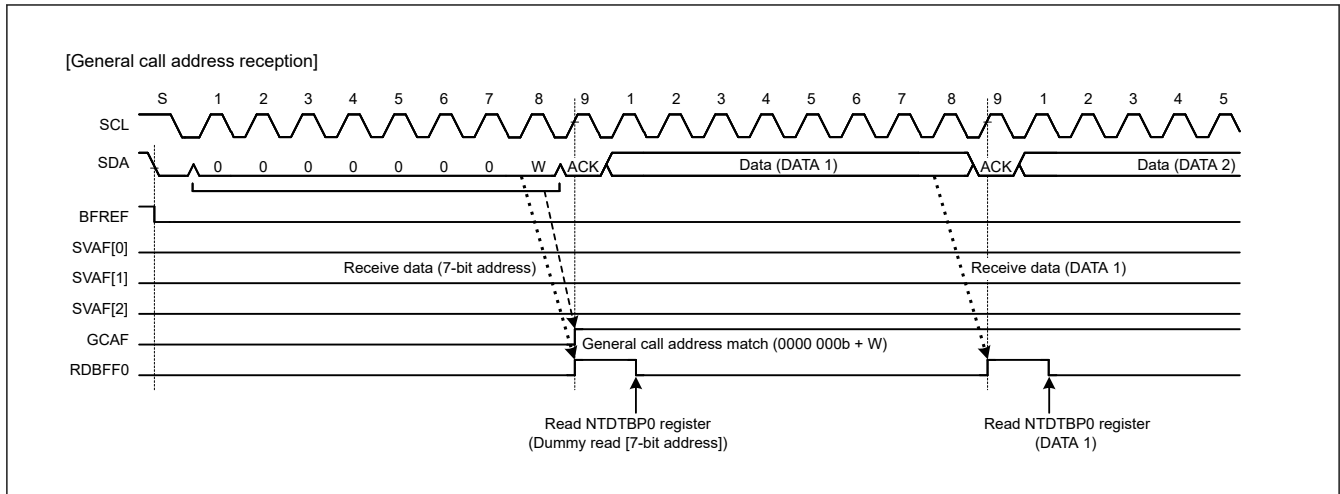 [General call address reception]
S 1 2 3 4 5 6 7 8 9 1 2 3 4 5 6 7 8 9 1 2 3 4 5
SCL
SDA 0 0 0 0 0 0 0 W ACK Data (DATA 1) ACK Data (DATA 2)
BFREF
SVAF[0]
Receive data (7-bit address) Receive data (DATA 1)
SVAF[1]
SVAF[2]
GCAF General call address match (0000 000b + W)
RDBFF0
Read NTDTBP0 register Read NTDTBP0 register
(Dummy read [7-bit address]) (DATA 1)